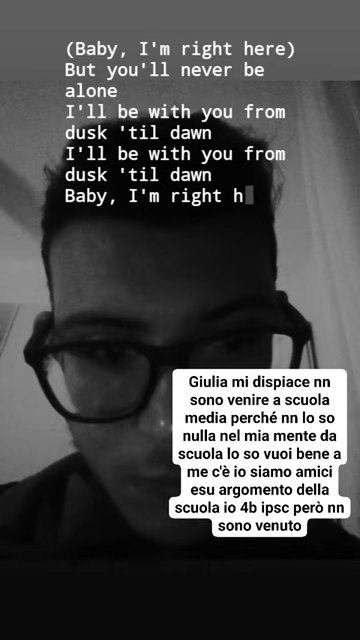 (Baby, I'm right here)
But you'll never be
alone
I'll be with you from
dusk 'til dawn
I'll be with you from
dusk 'til dawn
Baby, I'm right h
Giulia mi dispiace nn
sono venire a scuola
media perché nn lo so
nulla nel mia mente da
scuola lo so vuoi bene a
me c'è io siamo amici
esu argomento della
scuola io 4b ipsc però nn
sono venuto